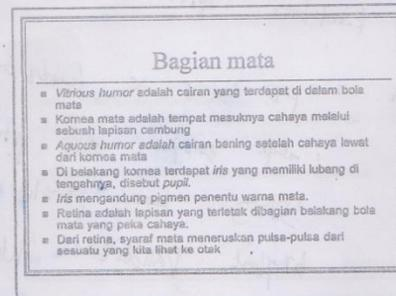 Bagian mata
Vitrious humor adalah cairan yang terdapat di dalam bola
mata
Kornea mata adalah tempat masuknya cahaya melalui
sebuah lapisan cembung
Aquous humor adalah cairan bening setelah cahaya lewat
dari kornea mata
Di belakang kornea terdapat iris yang memiliki lubang di
tengahnya, disebut pupil.
Iris mengandung pigmen penentu warna mata.
Retina adalah lapisan yang terletak dibagian belakang bola
mata yang peka cahaya.
Dari retina, syaraf mata meneruskan pulsa-pulsa dari
sesuatu yang kita lihat ke otak